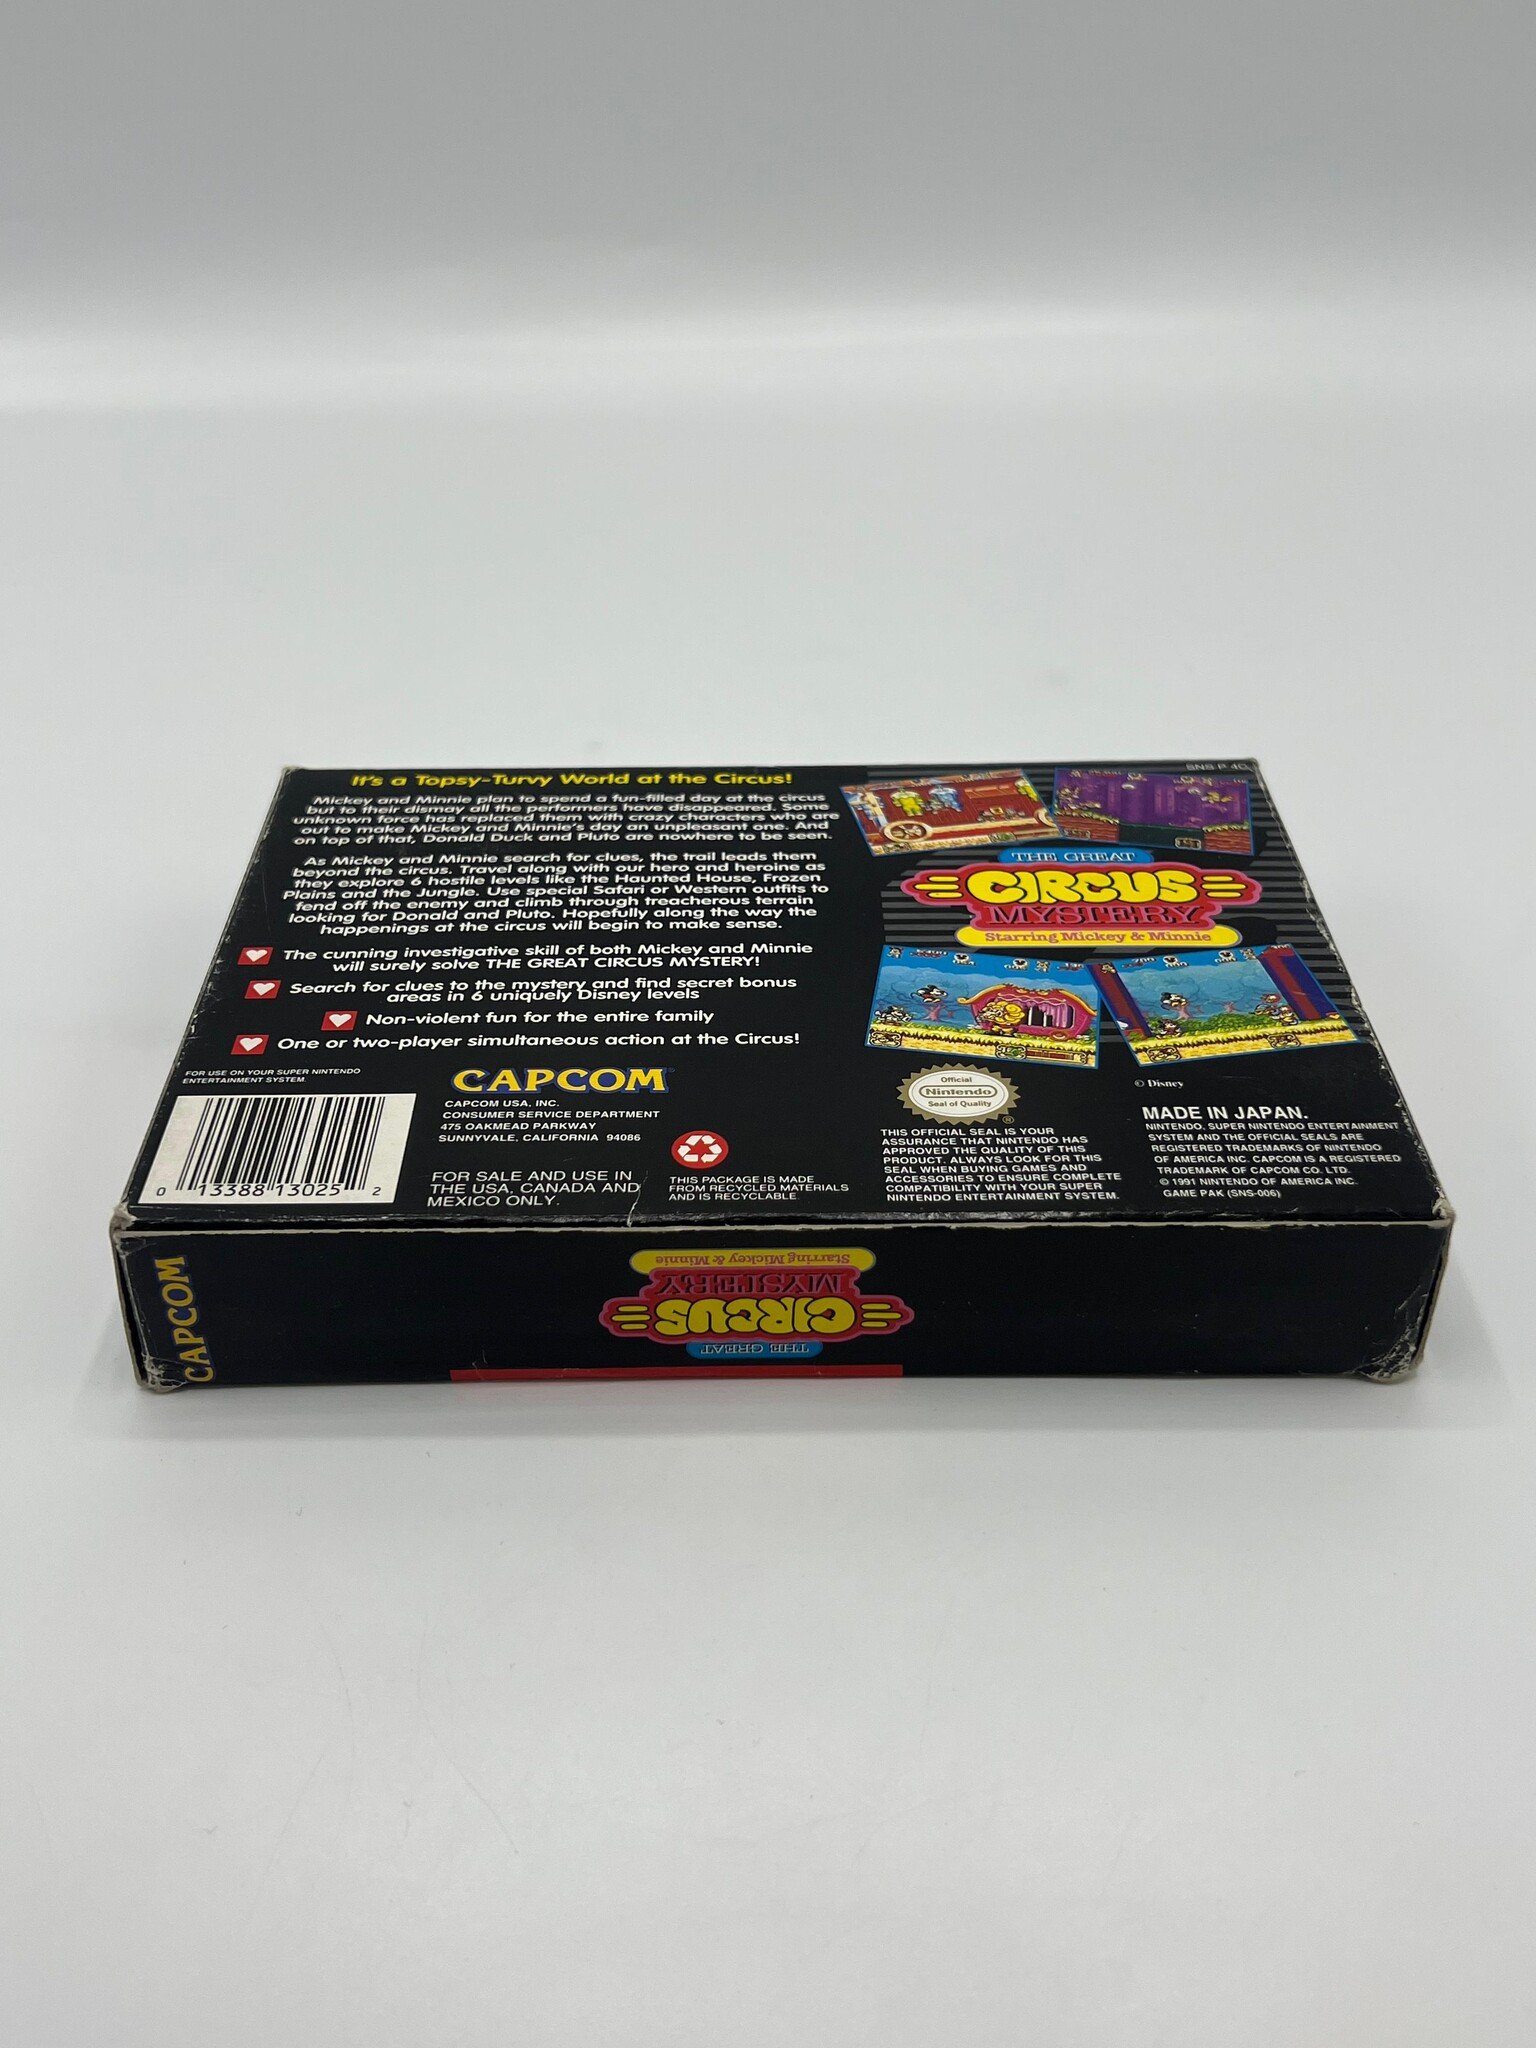 It's a Topsy-Turvy World at the Circus!
Mickey and Minnie plan to spend a fun-filled day at the circus
but to their dismay all the performers have disappeared. Some
unknown force has replaced them with crazy characters who are
out to make Mickey and Minnie's day an unpleasant one. And
on top of that, Donald Duck and Pluto are nowhere to be seen.
As Mickey and Minnie search for clues, the trail leads them
beyond the circus. Travel along with our hero and heroine as
they explore 6 hostile levels like the Haunted House, Frozen
Plains and the Jungle. Use special Safari or Western outfits to
fend off the enemy and climb through treacherous terrain
looking for Donald and Pluto. Hopefully along the way the
happenings at the circus will begin to make sense.
The cunning investigative skill of both Mickey and Minnie
will surely solve THE GREAT CIRCUS MYSTERY!
Search for clues to the mystery and find secret bonus
areas in 6 uniquely Disney levels
Non-violent fun for the entire family
One or two-player simultaneous action at the Circus!
FOR USE ON YOUR SUPER NINTENDO
ENTERTAINMENT SYSTEM.
0 13388 13025 2
CAPCOM
CAPCOM USA, INC.
CONSUMER SERVICE DEPARTMENT
475 OAKMEAD PARKWAY
SUNNYVALE, CALIFORNIA 94086
FOR SALE AND USE IN
THE USA, CANADA AND
MEXICO ONLY.
THIS PACKAGE IS MADE
FROM RECYCLED MATERIALS
AND IS RECYCLABLE
SNS P 4C
THE GREAT
CIRCUS
MYSTERY
Starring Mickey & Minnie
Official
Nintendo
Seal of Quality
®
THIS OFFICIAL SEAL IS YOUR
ASSURANCE THAT NINTENDO HAS
APPROVED THE QUALITY OF THIS
PRODUCT. ALWAYS LOOK FOR THIS
SEAL WHEN BUYING GAMES AND
ACCESSORIES TO ENSURE COMPLETE
COMPATIBILITY WITH YOUR SUPER
NINTENDO ENTERTAINMENT SYSTEM.
© Disney
MADE IN JAPAN.
NINTENDO, SUPER NINTENDO ENTERTAINMENT
SYSTEM AND THE OFFICIAL SEALS ARE
REGISTERED TRADEMARKS OF NINTENDO
OF AMERICA INC. CAPCOM IS A REGISTERED
TRADEMARK OF CAPCOM CO. LTD.
© 1991 NINTENDO OF AMERICA INC.
GAME PAK (SNS-006)
CAPCOM
THE GREAT
CIRCUS
MYSTERY
Starring Mickey & Minnie